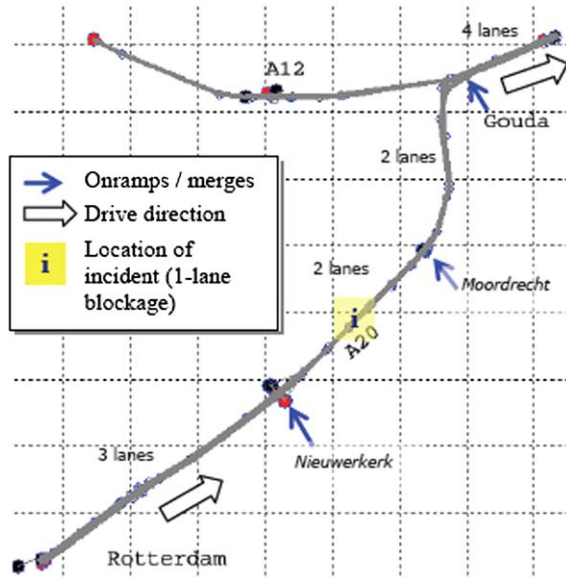 4 lanes
A12
Gouda
2 lanes
Onramps / merges
Drive direction
i
Location of
incident (1-lane
blockage)
2 lanes
Moordrecht
i
A20
3 lanes
Nieuwerkerk
Rotterdam